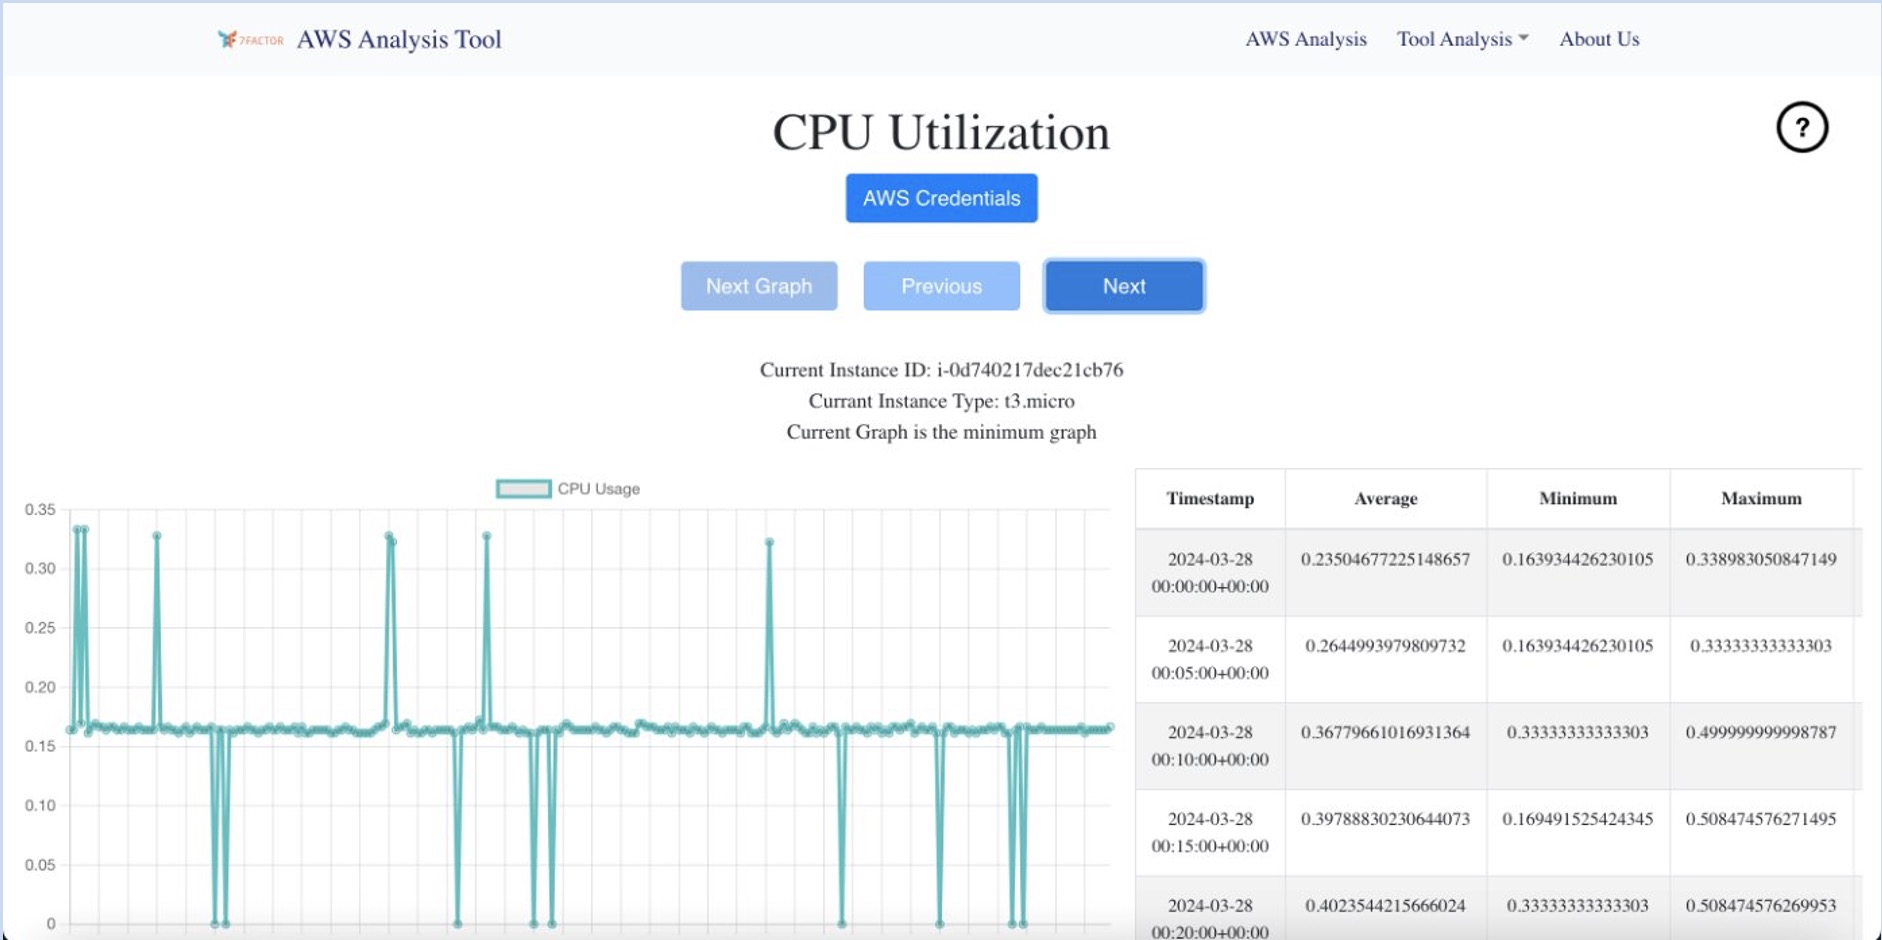 7FACTOR AWS Analysis Tool AWS Analysis Tool Analysis About Us
CPU Utilization
?
AWS Credentials
Next Graph Previous Next
Current Instance ID: i-0d740217dec21cb76
Currant Instance Type: t3.micro
Current Graph is the minimum graph
CPU Usage
0.35
0.30
0.25
0.20
0.15
0.10
0.05
0
Timestamp Average Minimum Maximum
2024-03-28 0.23504677225148657 0.163934426230105 0.338983050847149
00:00:00+00:00
2024-03-28 0.2644993979809732 0.163934426230105 0.33333333333303
00:05:00+00:00
2024-03-28 0.36779661016931364 0.33333333333303 0.499999999998787
00:10:00+00:00
2024-03-28 0.39788830230644073 0.169491525424345 0.508474576271495
00:15:00+00:00
2024-03-28 0.4023544215666024 0.33333333333303 0.508474576269953
00:20:00+00:00